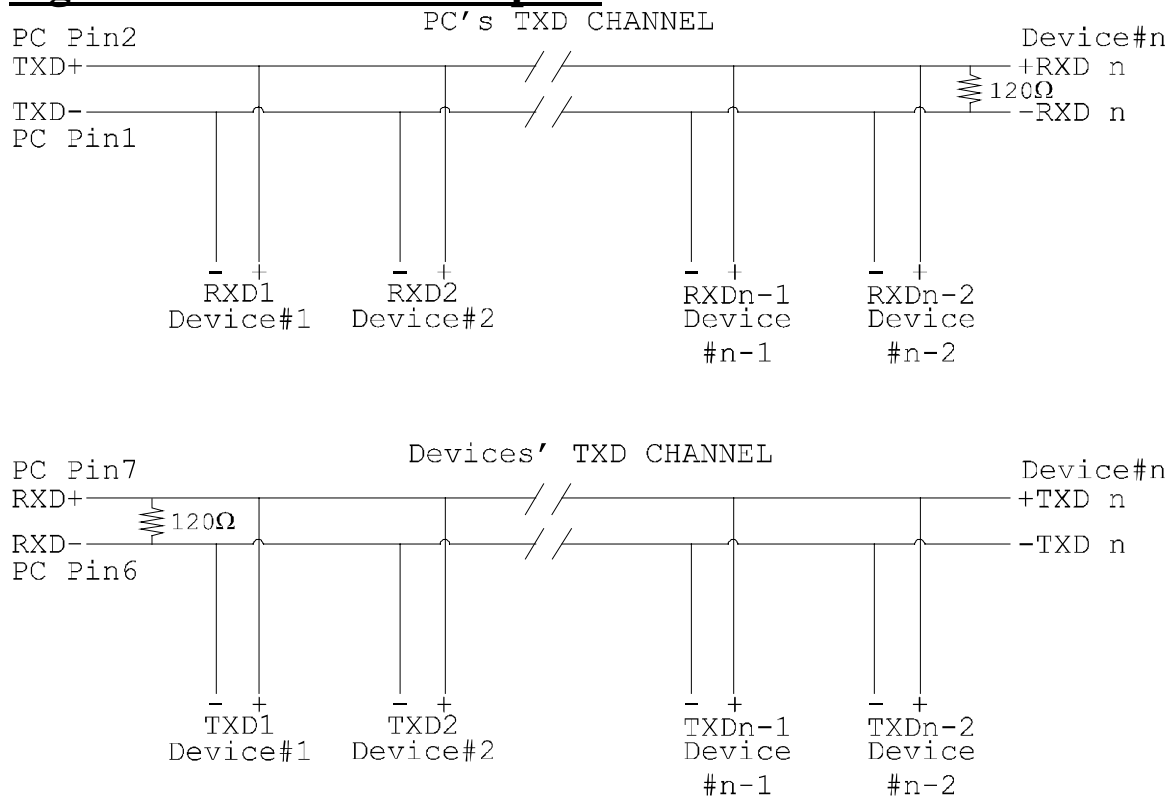 PC's TXD CHANNEL
PC Pin2
Device#n
TXD+
+RXD n
120Ω
TXD-
-RXD n
PC Pin1
- + - + - + - +
RXD1 RXD2 RXDn-1 RXDn-2
Device#1 Device#2 Device Device
#n-1 #n-2
Devices' TXD CHANNEL
PC Pin7
Device#n
RXD+
+TXD n
120Ω
RXD-
-TXD n
PC Pin6
- + - + - + - +
TXD1 TXD2 TXDn-1 TXDn-2
Device#1 Device#2 Device Device
#n-1 #n-2